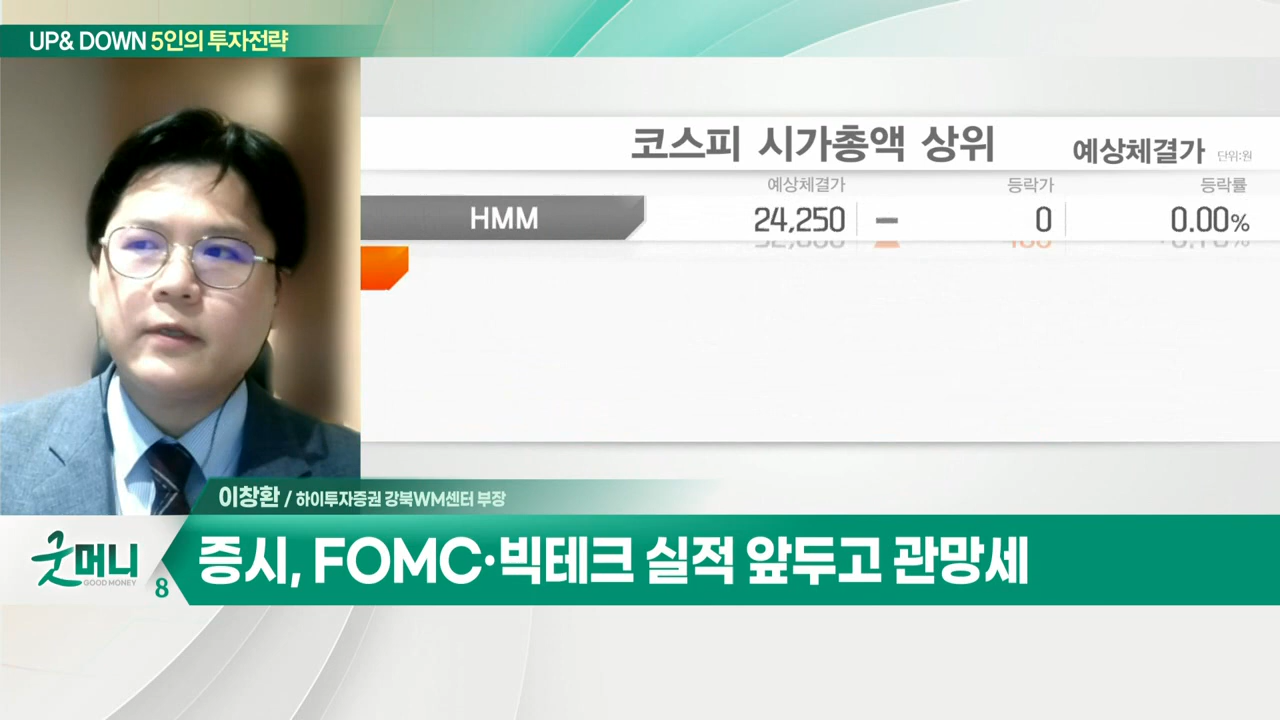 UP& DOWN 5인의 투자전략
코스피 시가총액 상위 예상체결가 단위:원
예상체결가 등락가 등락률
HMM 24,250 0 0.00%
이창환 / 하이투자증권 강북WM센터 부장
굿머니 GOOD MONEY 8
증시, FOMC·빅테크 실적 앞두고 관망세